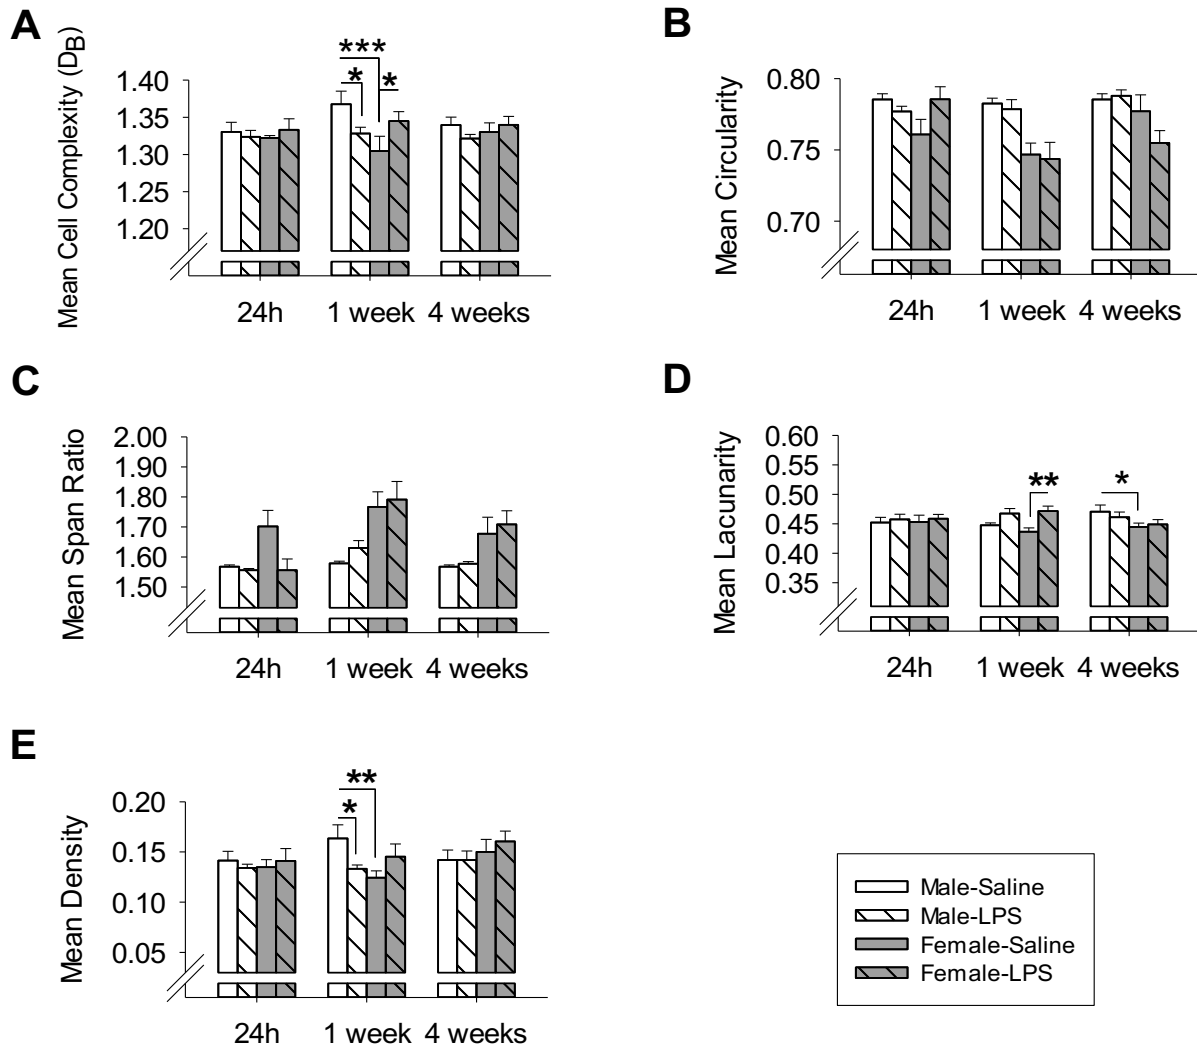 A
Mean Cell Complexity (DB)
1.40
1.35
1.30
1.25
1.20
***
*
*
24h 1 week 4 weeks
B
Mean Circularity
0.80
0.75
0.70
24h 1 week 4 weeks
C
Mean Span Ratio
2.00
1.90
1.80
1.70
1.60
1.50
24h 1 week 4 weeks
D
Mean Lacunarity
0.60
0.55
0.50
0.45
0.40
0.35
**
*
24h 1 week 4 weeks
E
Mean Density
0.20
0.15
0.10
0.05
**
*
24h 1 week 4 weeks
Male-Saline
Male-LPS
Female-Saline
Female-LPS